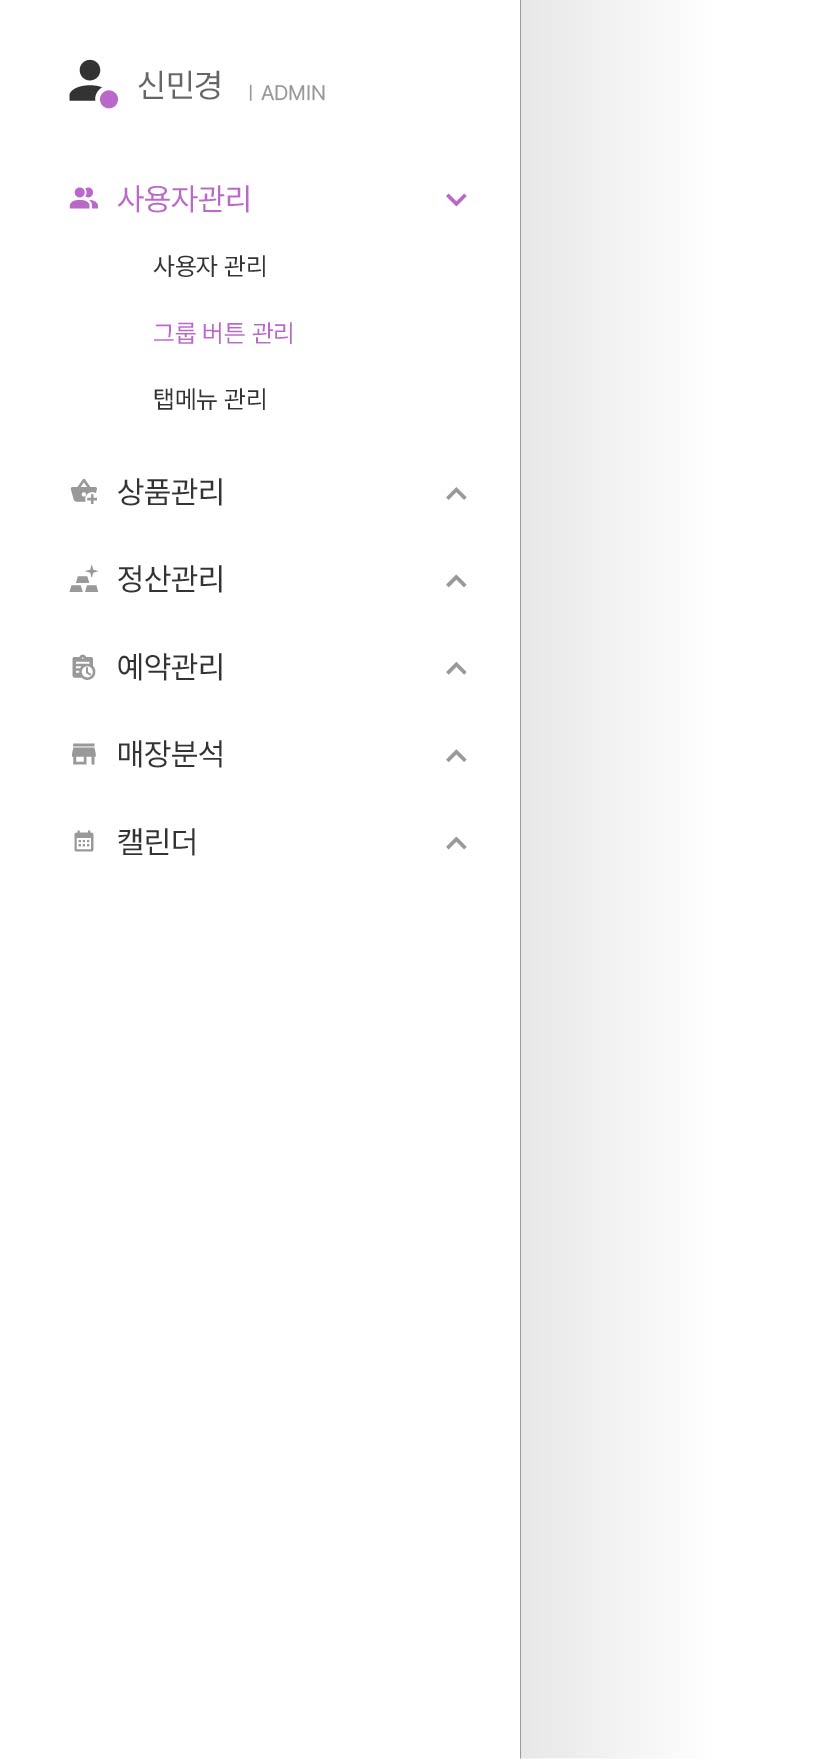 신민경 | ADMIN
사용자관리
사용자 관리
그룹 버튼 관리
탭메뉴 관리
상품관리
정산관리
예약관리
매장분석
캘린더